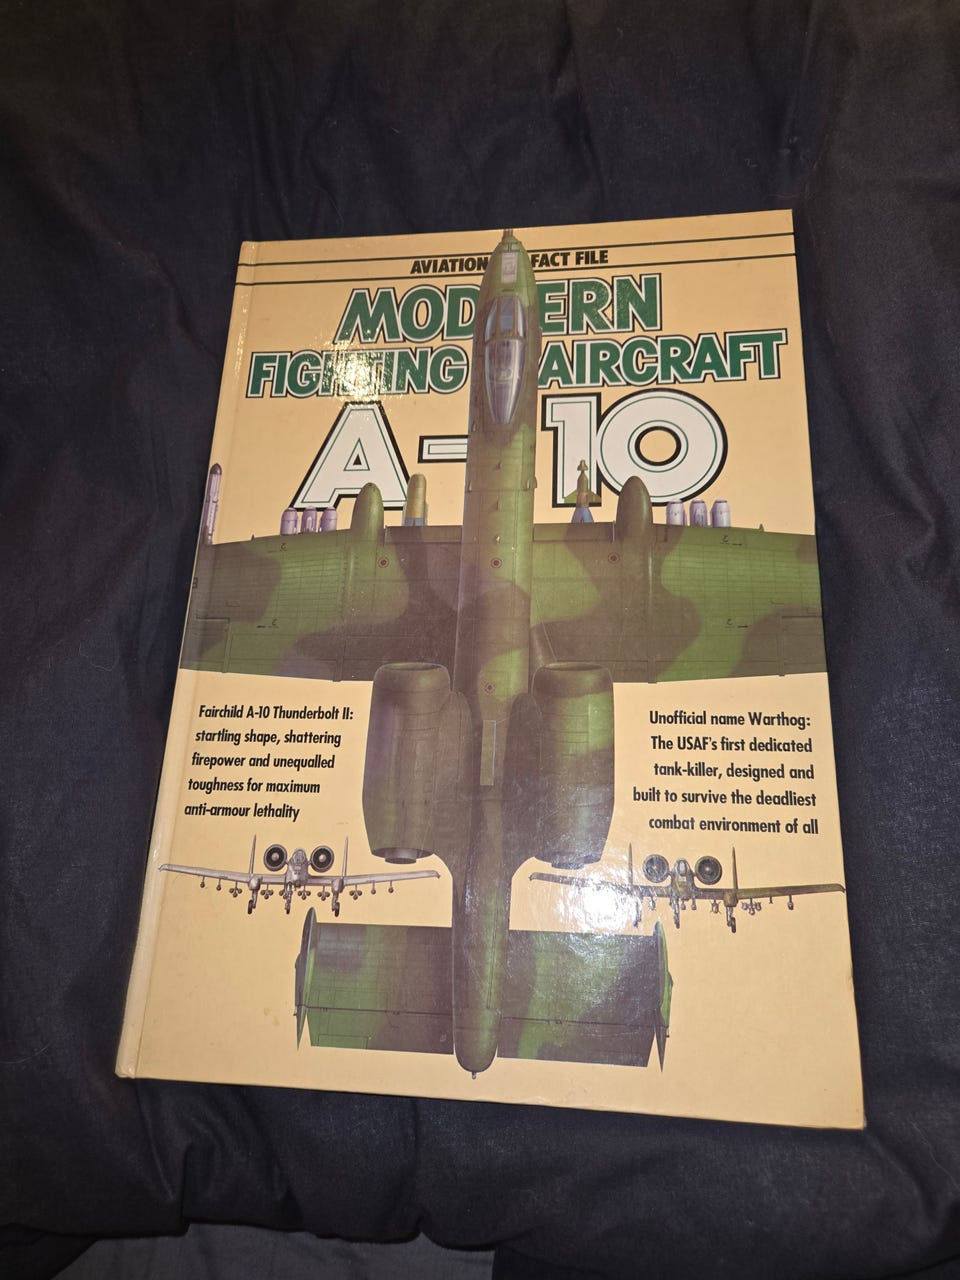 AVIATION FACT FILE
MODERN
FIGHTING AIRCRAFT
A-10
Fairchild A-10 Thunderbolt II:
startling shape, shattering
firepower and unequalled
toughness for maximum
anti-armour lethality
Unofficial name Warthog:
The USAF's first dedicated
tank-killer, designed and
built to survive the deadliest
combat environment of all